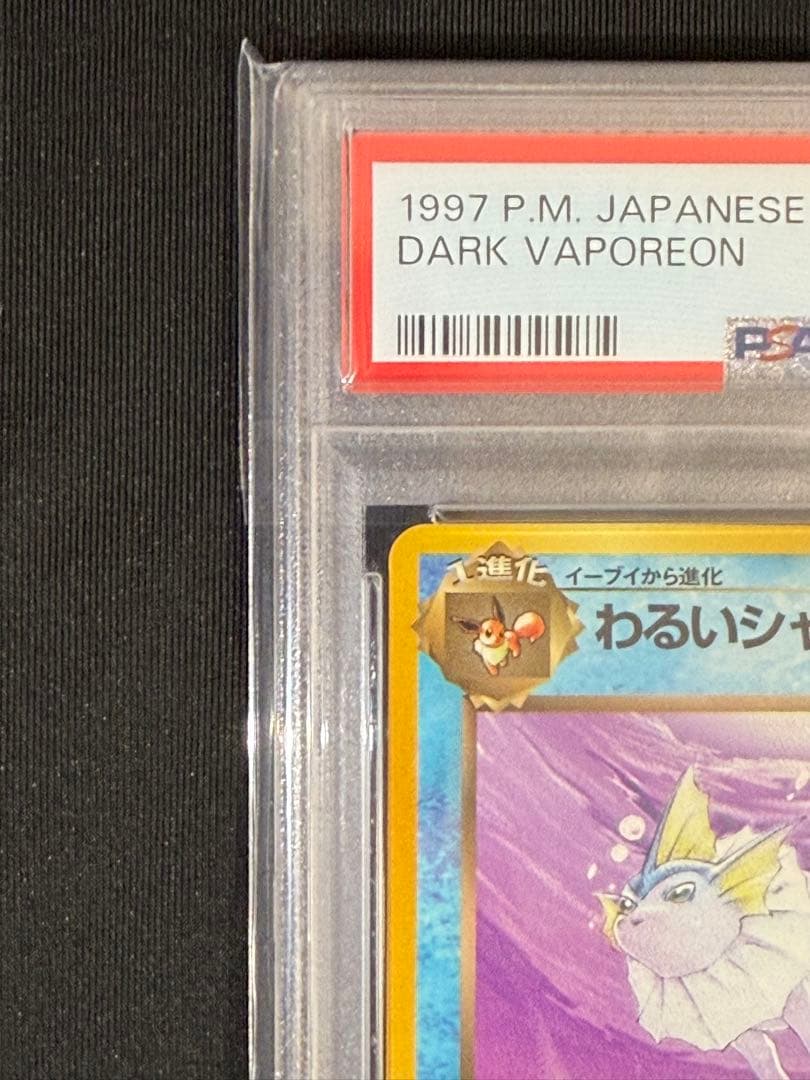 1997 P.M. JAPANESE
DARK VAPOREON
PSA
1進化
イーブイから進化
わるいシャ